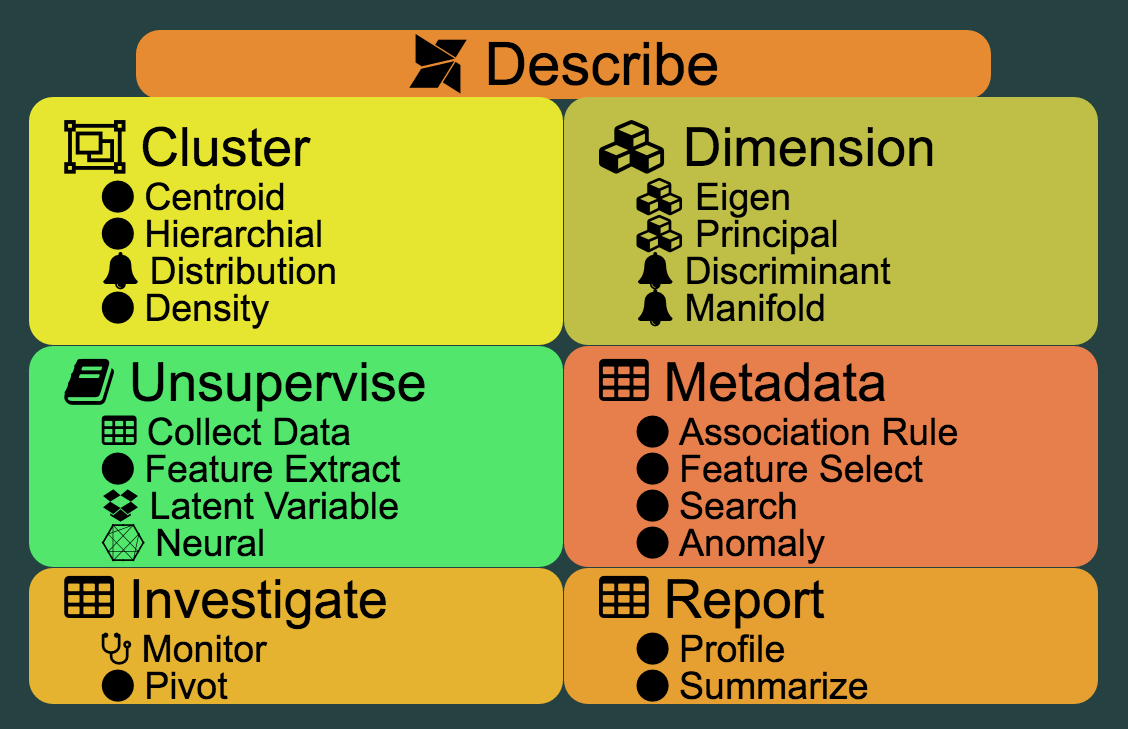 Describe
Cluster
Centroid
Hierarchial
Distribution
Density
Dimension
Eigen
Principal
Discriminant
Manifold
Unsupervise
Collect Data
Feature Extract
Latent Variable
Neural
Metadata
Association Rule
Feature Select
Search
Anomaly
Investigate
Monitor
Pivot
Report
Profile
Summarize